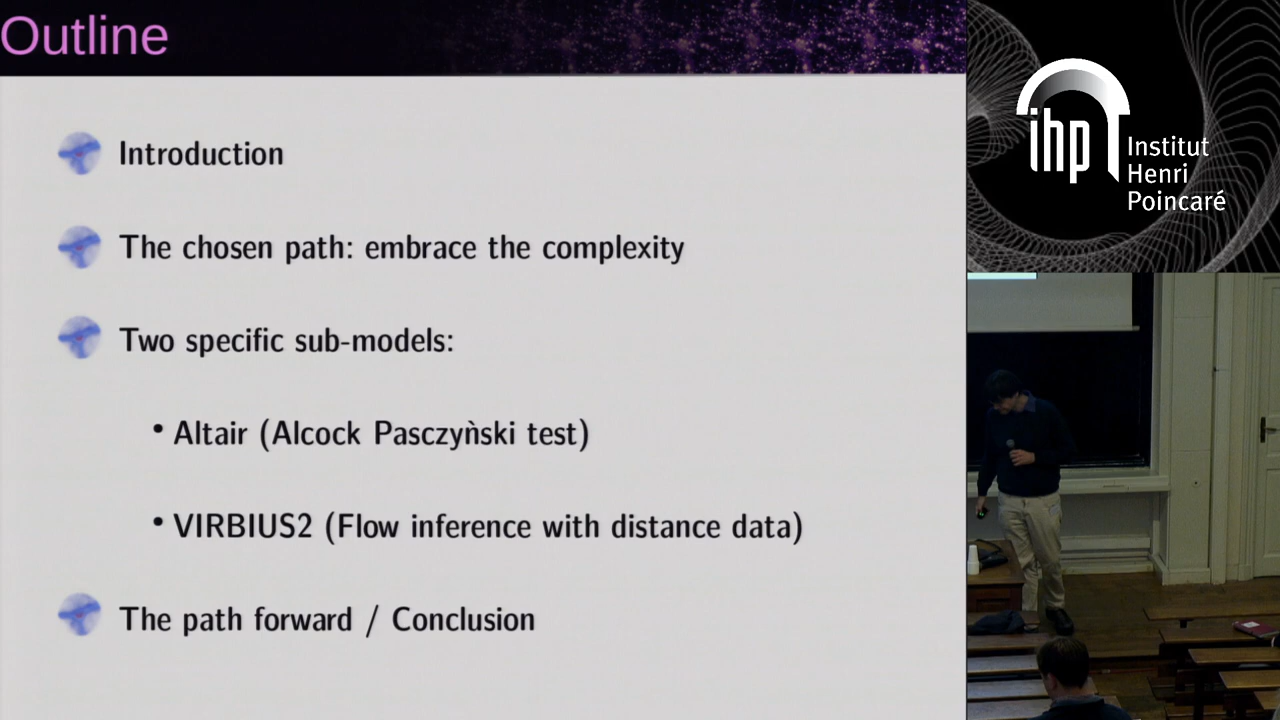 Outline
Introduction
The chosen path: embrace the complexity
Two specific sub-models:
• Altair (Alcock Pasczyǹski test)
• VIRBIUS2 (Flow inference with distance data)
The path forward / Conclusion
ihp Institut
Henri
Poincaré